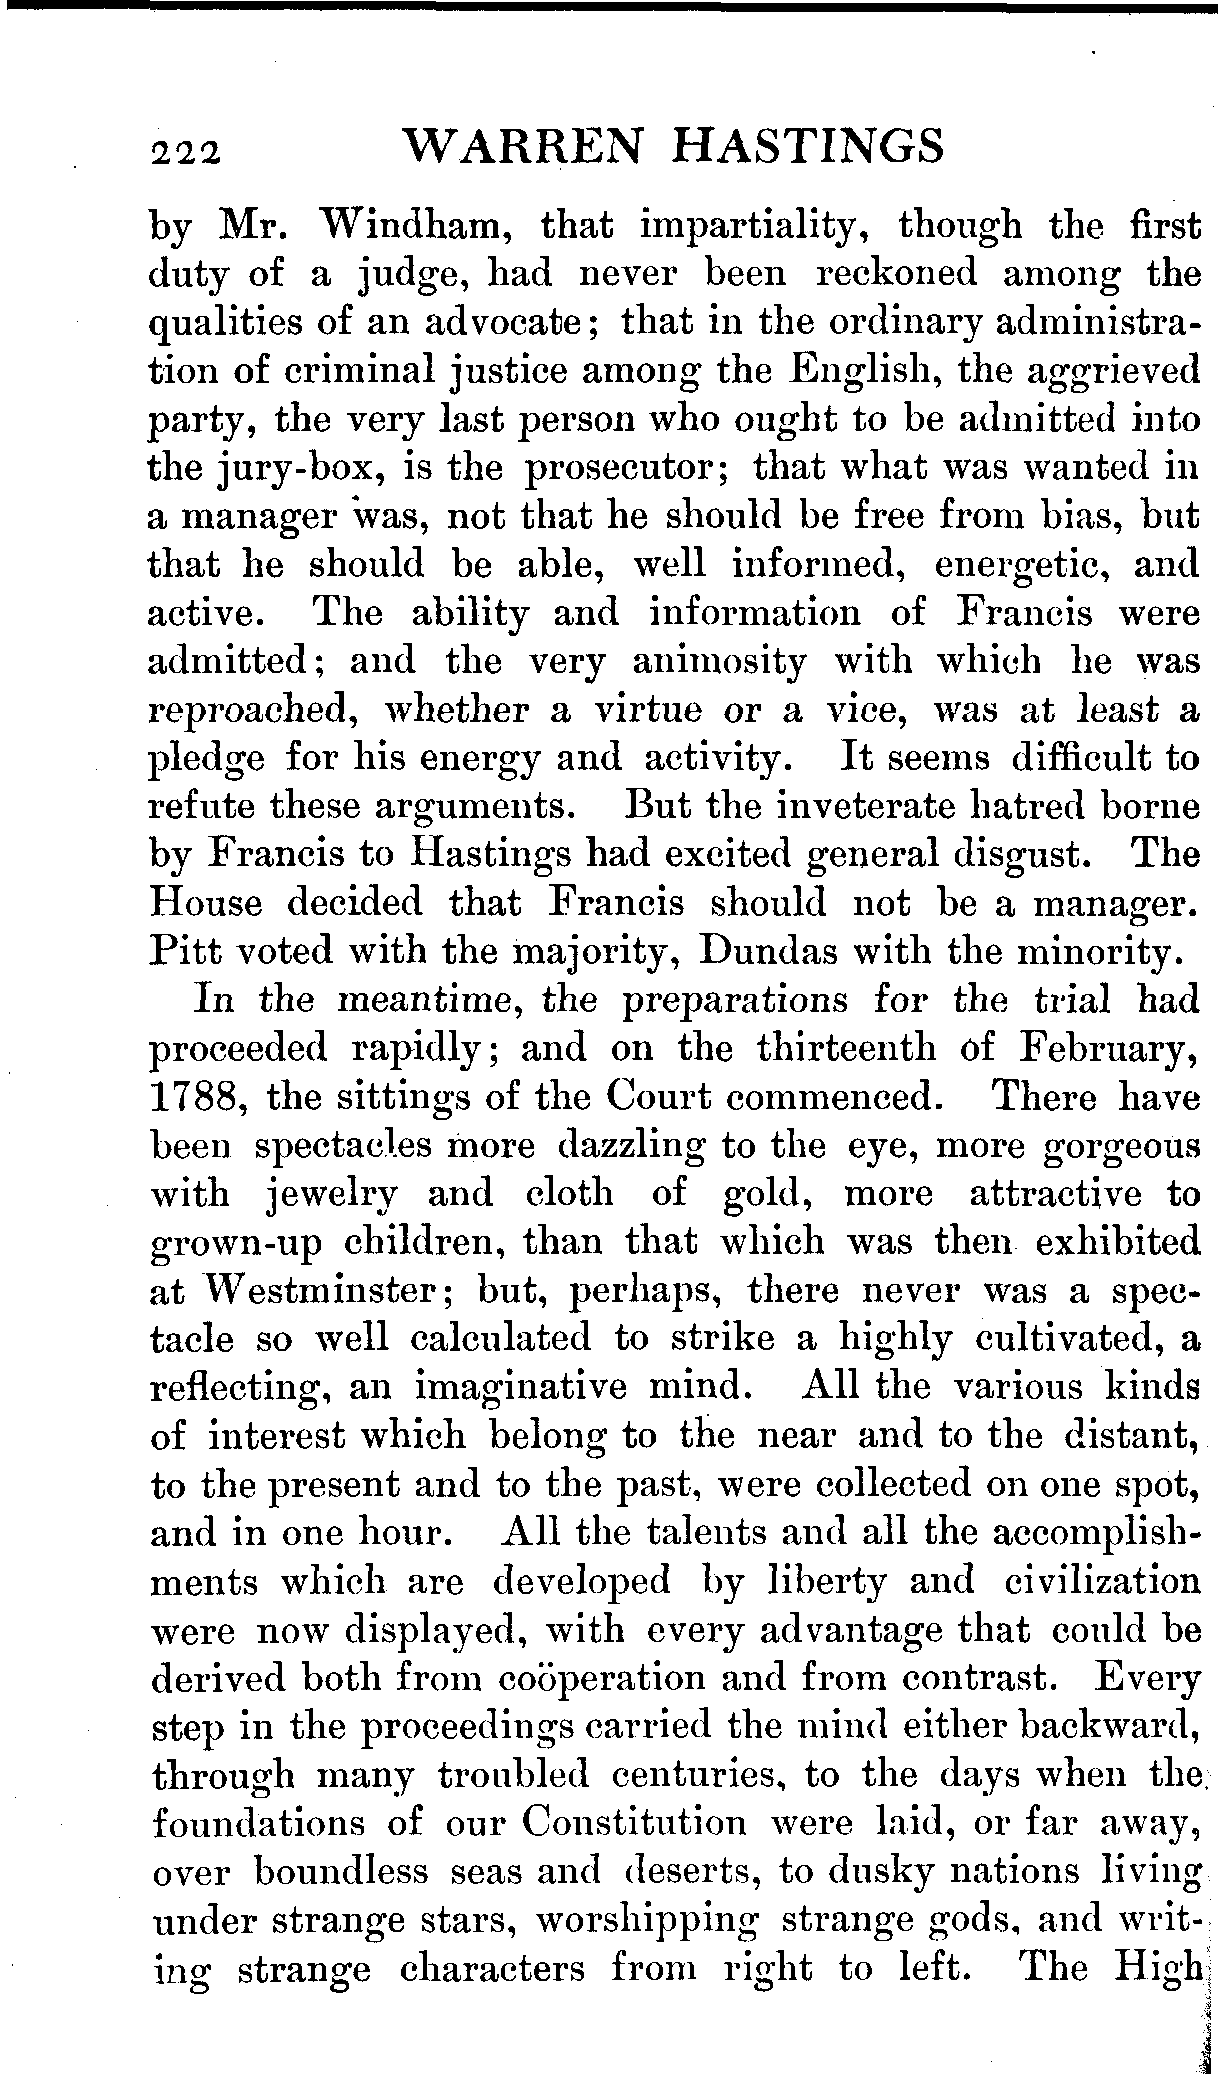 222 WARREN HASTINGS
by Mr. Windham, that impartiality, though the first
duty of a judge, had never been reckoned among the
qualities of an advocate; that in the ordinary administra-
tion of criminal justice among the English, the aggrieved
party, the very last person who ought to be admitted into
the jury-box, is the prosecutor; that what was wanted in
a manager was, not that he should be free from bias, but
that he should be able, well informed, energetic, and
active. The ability and information of Francis were
admitted; and the very animosity with which he was
reproached, whether a virtue or a vice, was at least a
pledge for his energy and activity. It seems difficult to
refute these arguments. But the inveterate hatred borne
by Francis to Hastings had excited general disgust. The
House decided that Francis should not be a manager.
Pitt voted with the majority, Dundas with the minority.
In the meantime, the preparations for the trial had
proceeded rapidly; and on the thirteenth of February,
1788, the sittings of the Court commenced. There have
been spectacles more dazzling to the eye, more gorgeous
with jewelry and cloth of gold, more attractive to
grown-up children, than that which was then exhibited
at Westminster; but, perhaps, there never was a spec-
tacle so well calculated to strike a highly cultivated, a
reflecting, an imaginative mind. All the various kinds
of interest which belong to the near and to the distant,
to the present and to the past, were collected on one spot,
and in one hour. All the talents and all the accomplish-
ments which are developed by liberty and civilization
were now displayed, with every advantage that could be
derived both from coöperation and from contrast. Every
step in the proceedings carried the mind either backward,
through many troubled centuries, to the days when the
foundations of our Constitution were laid, or far away,
over boundless seas and deserts, to dusky nations living
under strange stars, worshipping strange gods, and writ-
ing strange characters from right to left. The High